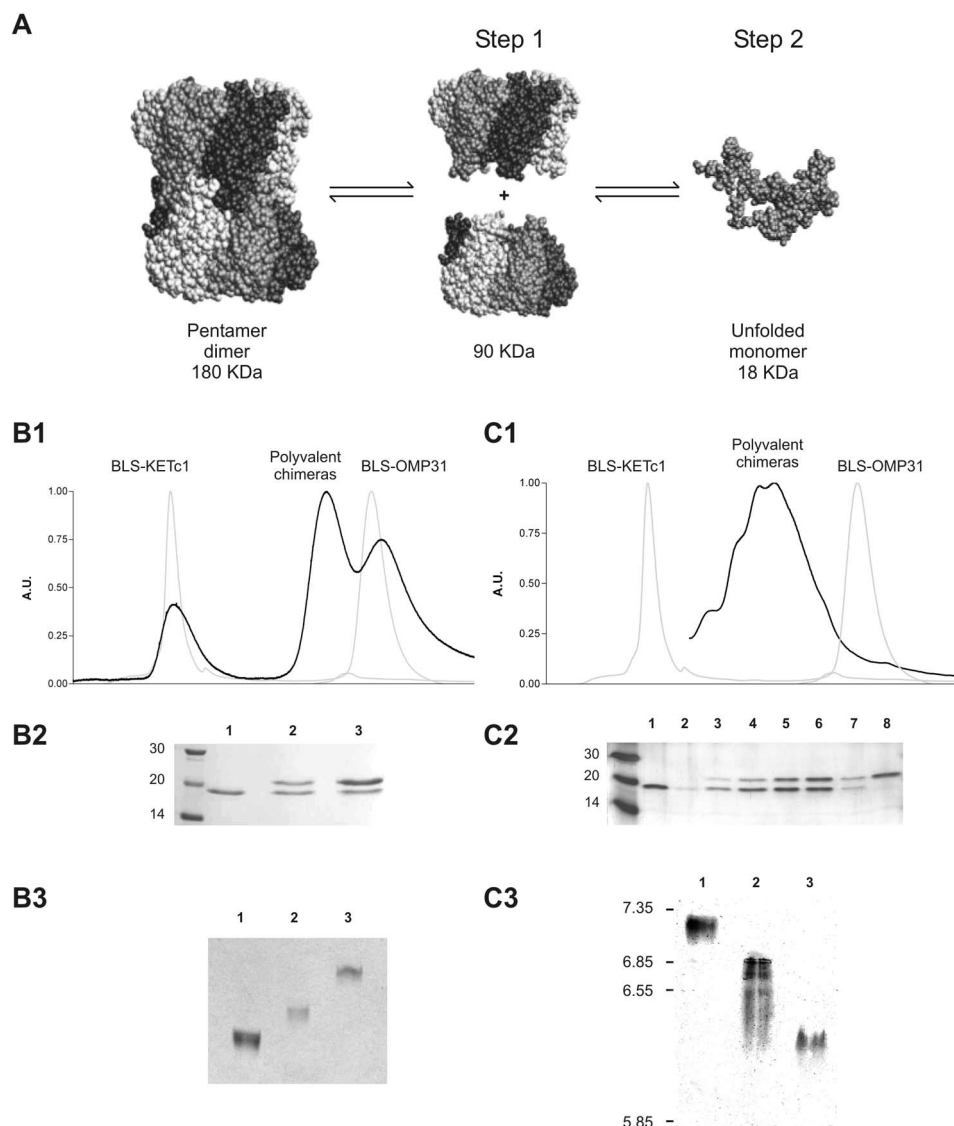 A
Step 1
Step 2
+
Pentamer
dimer
180 KDa
90 KDa
Unfolded
monomer
18 KDa
B1
BLS-KETc1
Polyvalent
chimeras
BLS-OMP31
1.00
0.75
0.50
0.25
0.00
A.U.
C1
BLS-KETc1
Polyvalent
chimeras
BLS-OMP31
1.00
0.75
0.50
0.25
0.00
A.U.
B2
1 2 3
30
20
14
C2
1 2 3 4 5 6 7 8
30
20
14
B3
1 2 3
C3
1 2 3
7.35
6.85
6.55
5.85